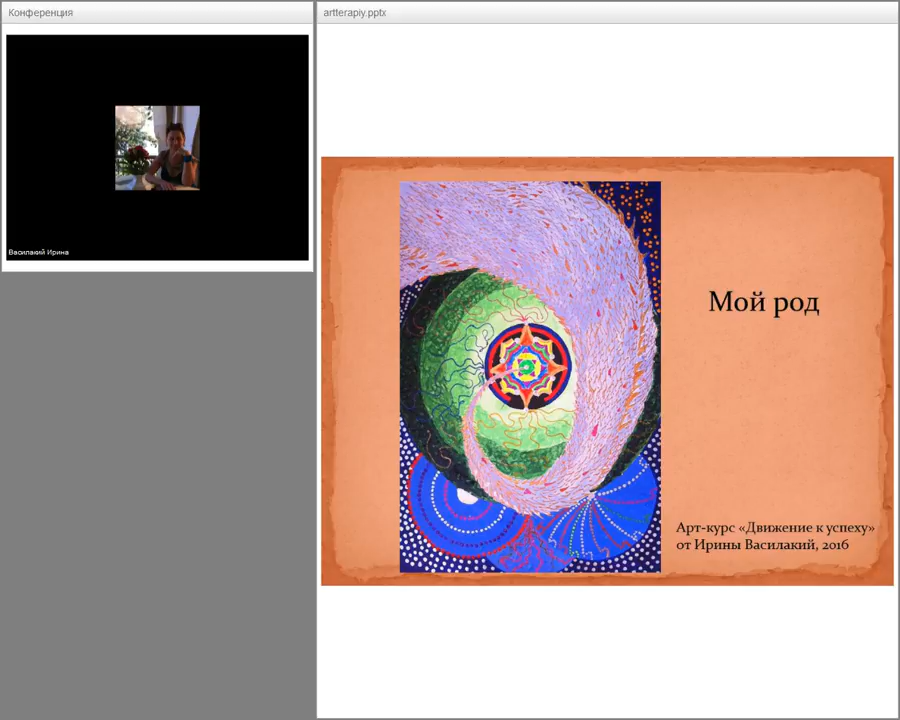 Конференция
artterapiy.pptx
Василакий Ирина
Мой род
Арт-курс «Движение к успеху»
от Ирины Василакий, 2016